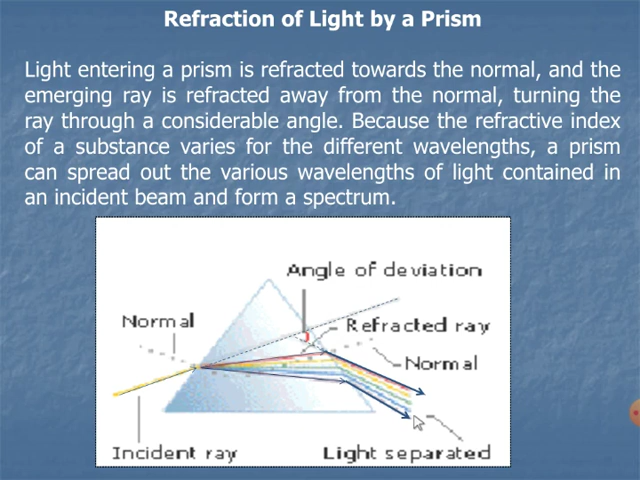 Refraction of Light by a Prism
Light entering a prism is refracted towards the normal, and the
emerging ray is refracted away from the normal, turning the
ray through a considerable angle. Because the refractive index
of a substance varies for the different wavelengths, a prism
can spread out the various wavelengths of light contained in
an incident beam and form a spectrum.
Angle of deviation
Normal
Refracted ray
Normal
Incident ray
Light separated